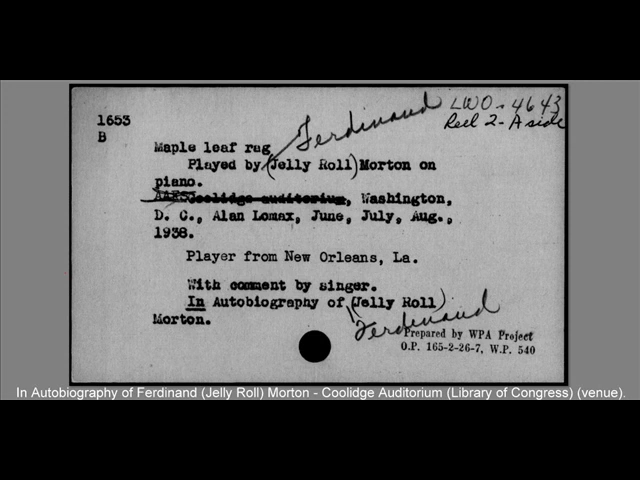 Ferdinand LWO-4643
1653 Reel 2-A side
B
Maple leaf rag
Played by (Jelly Roll) Morton on
piano.
Coolidge auditorium, Washington,
D. C., Alan Lomax, June, July, Aug.,
1938.
Player from New Orleans, La.
With comment by singer.
In Autobiography of (Jelly Roll)
Morton. Ferdinand
Prepared by WPA Project
O.P. 165-2-26-7, W.P. 540
In Autobiography of Ferdinand (Jelly Roll) Morton - Coolidge Auditorium (Library of Congress) (venue).